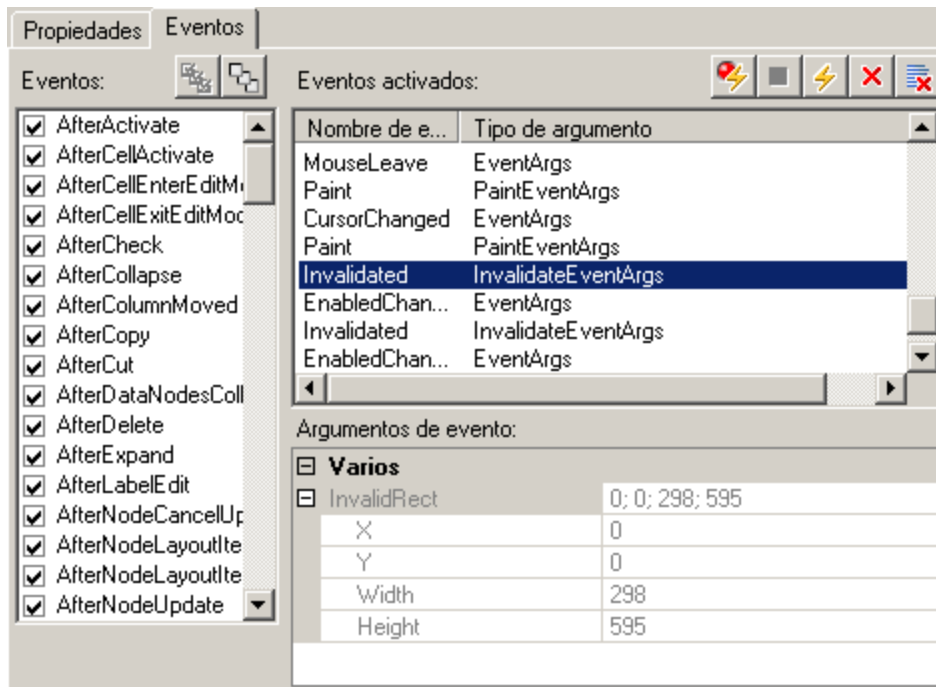 Propiedades Eventos
Eventos:
AfterActivate
AfterCellActivate
AfterCellEnterEditM
AfterCellExitEditMod
AfterCheck
AfterCollapse
AfterColumnMoved
AfterCopy
AfterCut
AfterDataNodesColl
AfterDelete
AfterExpand
AfterLabelEdit
AfterNodeCancelUp
AfterNodeLayoutIte
AfterNodeLayoutIte
AfterNodeUpdate
Eventos activados:
Nombre de e... Tipo de argumento
MouseLeave EventArgs
Paint PaintEventArgs
CursorChanged EventArgs
Paint PaintEventArgs
Invalidated InvalidateEventArgs
EnabledChan... EventArgs
Invalidated InvalidateEventArgs
EnabledChan... EventArgs
Argumentos de evento:
Varios
InvalidRect 0; 0; 298; 595
X 0
Y 0
Width 298
Height 595